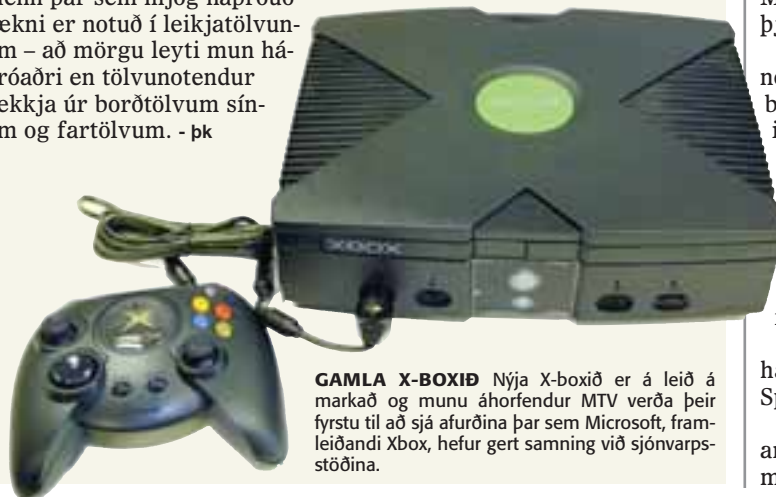 ækni er notuð í leikjatölvun-
m – að mörgu leyti mun há-
róaðri en tölvunotendur
ekkja úr borðtölvum sín-
m og fartölvum. - þk
XBOX
GAMLA X-BOXIÐ Nýja X-boxið er á leið á
markað og munu áhorfendur MTV verða þeir
fyrstu til að sjá afurðina þar sem Microsoft, fram-
leiðandi Xbox, hefur gert samning við sjónvarps-
stöðina.